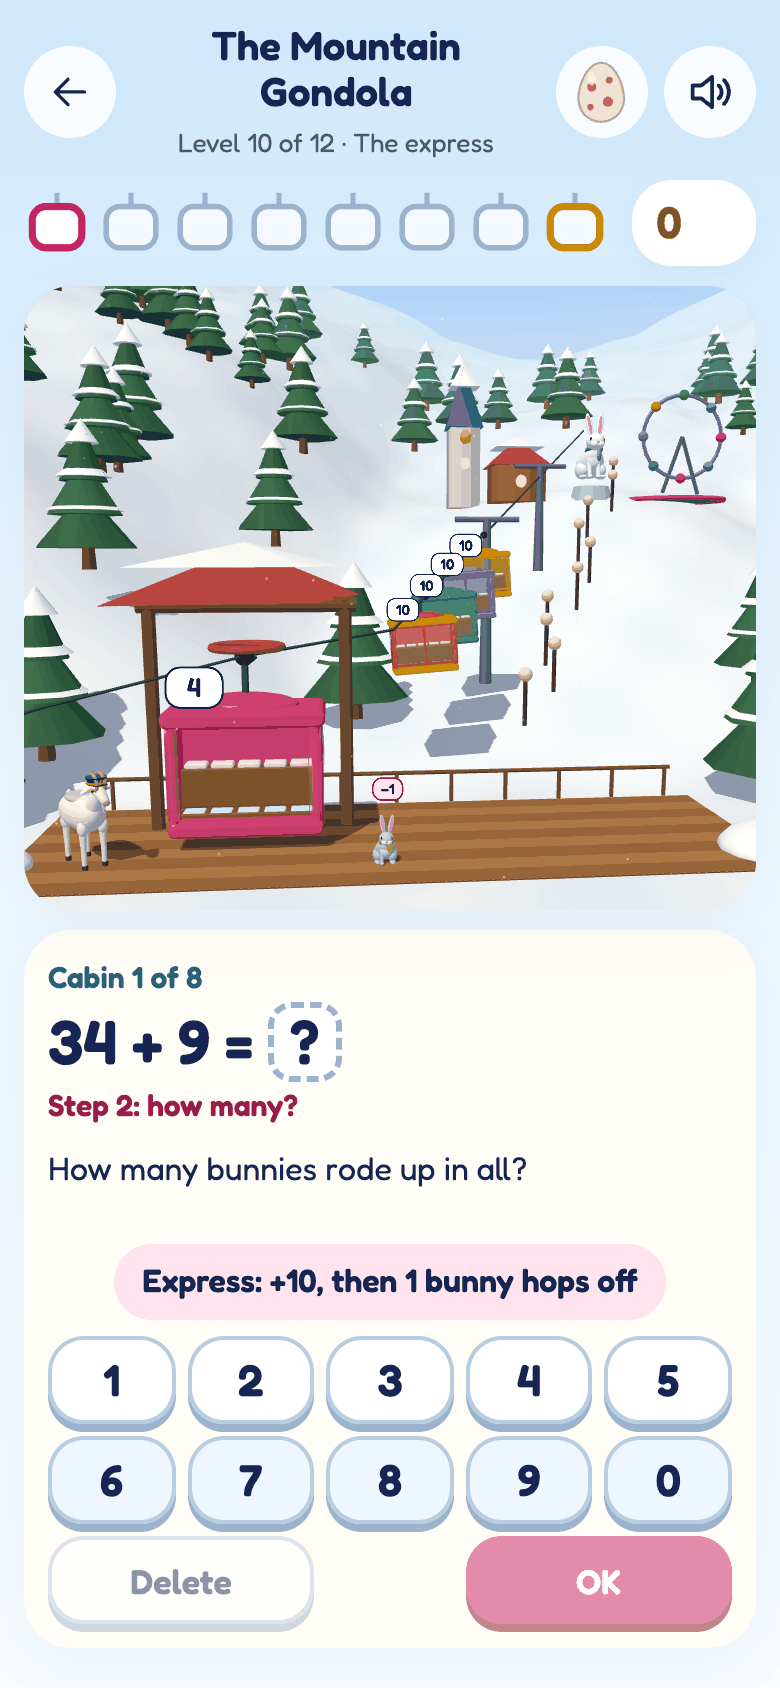 The Mountain
Gondola
Level 10 of 12 · The express
0
10
10
10
10
4
−1
Cabin 1 of 8
34 + 9 = ?
Step 2: how many?
How many bunnies rode up in all?
Express: +10, then 1 bunny hops off
1 2 3 4 5
6 7 8 9 0
Delete OK